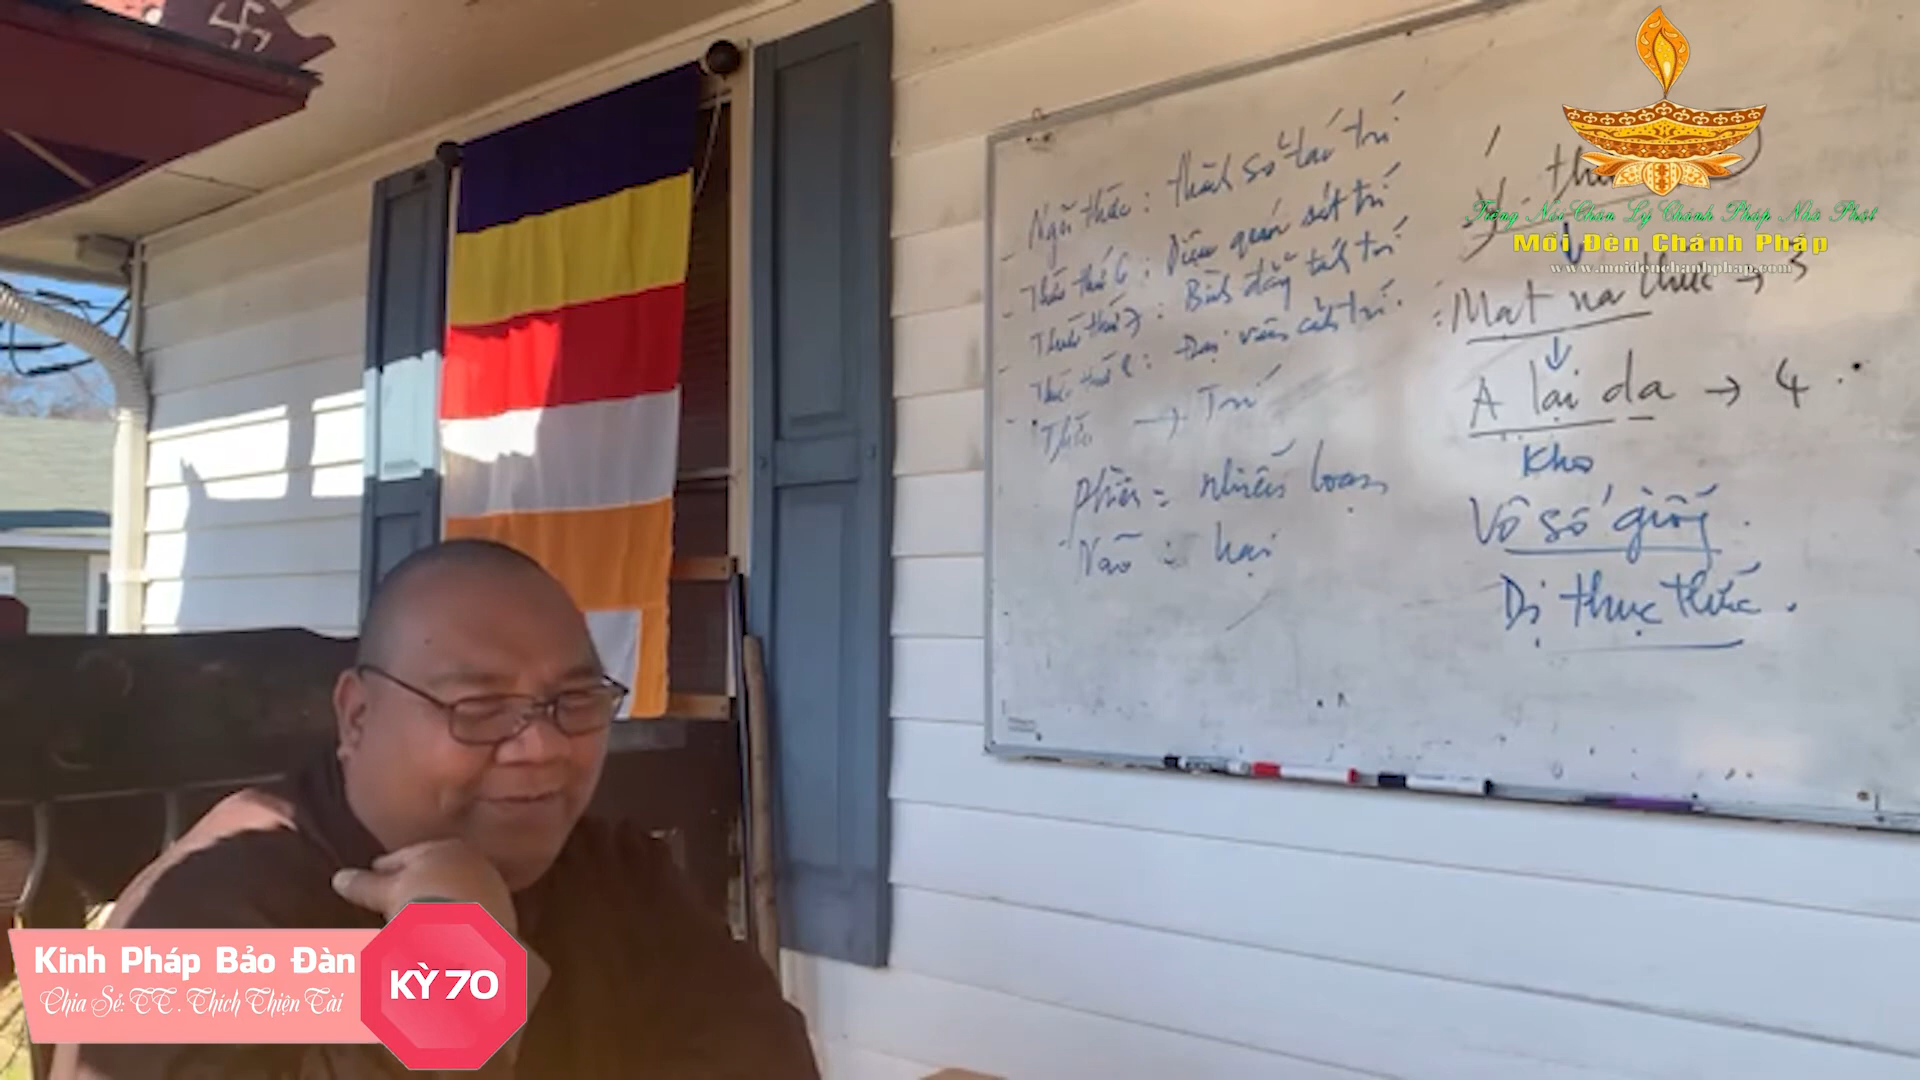 Ngũ thức : thành sở tác trí
Thức thứ 6 : Diệu quán sát trí
Thức thứ 7 : Bình đẳng tánh trí
Thức thứ 8 : Đại viên cảnh trí
Thức → Trí
phiền = nhiễu loạn
Não = hại
Mạt na thức → 3
A lại da → 4
Kho
Vô số giống
Dị thục thức
Tiếng Nói Chân Lý Chánh Pháp Nhà Phật
Mồi Đèn Chánh Pháp
www.moidenchanhphap.com
Kinh Pháp Bảo Đàn
Chia Sẻ: TT. Thích Thiện Tài
KỲ 70